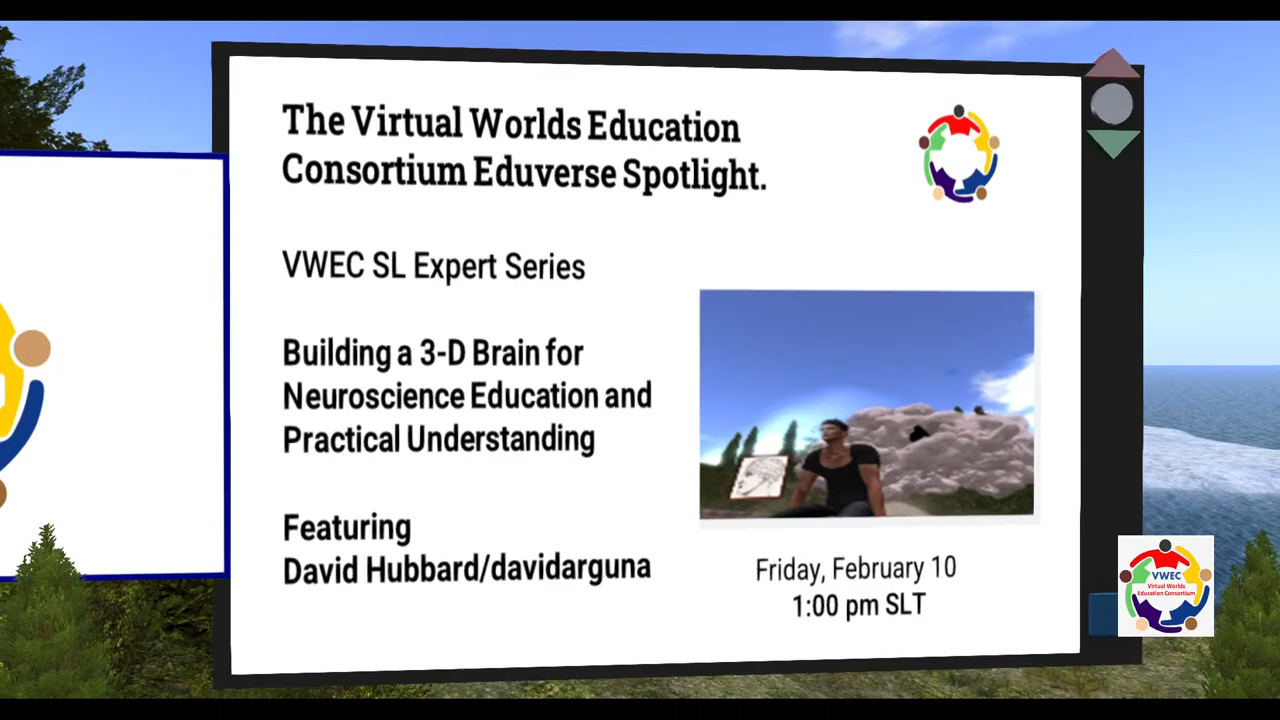 The Virtual Worlds Education
Consortium Eduverse Spotlight.
VWEC SL Expert Series
Building a 3-D Brain for
Neuroscience Education and
Practical Understanding
Featuring
David Hubbard/davidarguna
Friday, February 10
1:00 pm SLT
VWEC
Virtual Worlds
Education Consortium